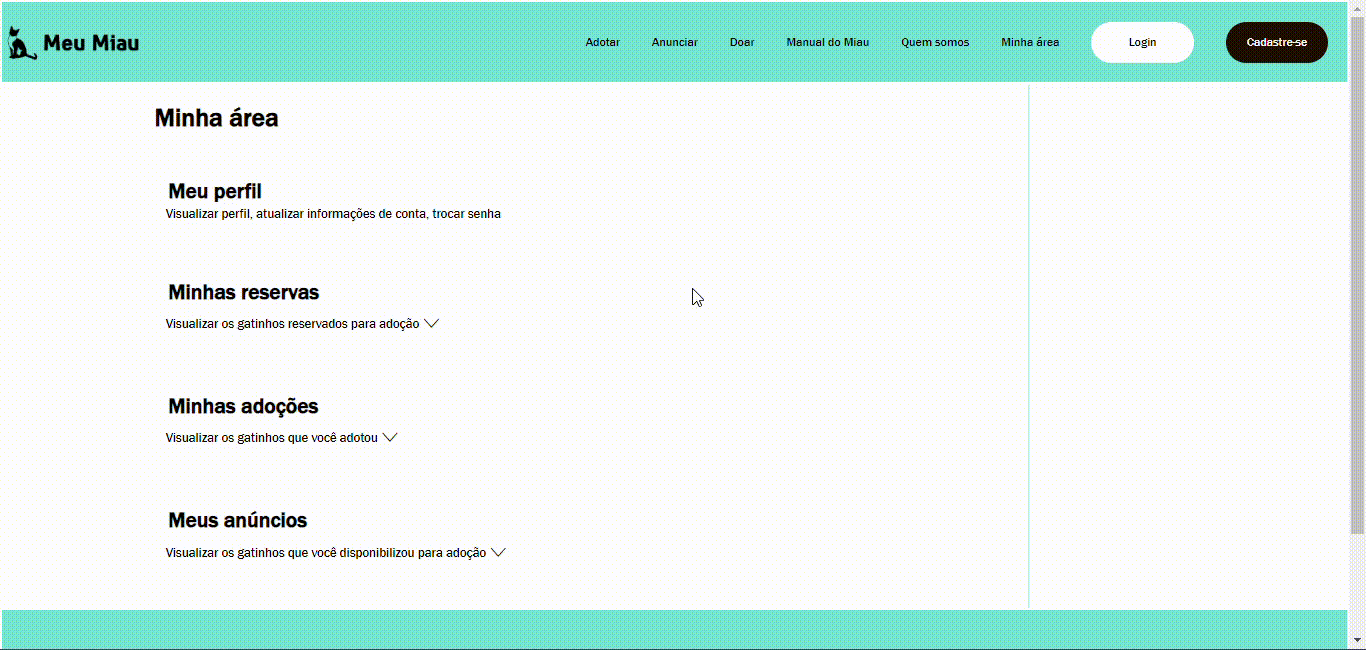 Meu Miau
Adotar Anunciar Doar Manual do Miau Quem somos Minha área Login Cadastre-se
Minha área
Meu perfil
Visualizar perfil, atualizar informações de conta, trocar senha
Minhas reservas
Visualizar os gatinhos reservados para adoção
Minhas adoções
Visualizar os gatinhos que você adotou
Meus anúncios
Visualizar os gatinhos que você disponibilizou para adoção